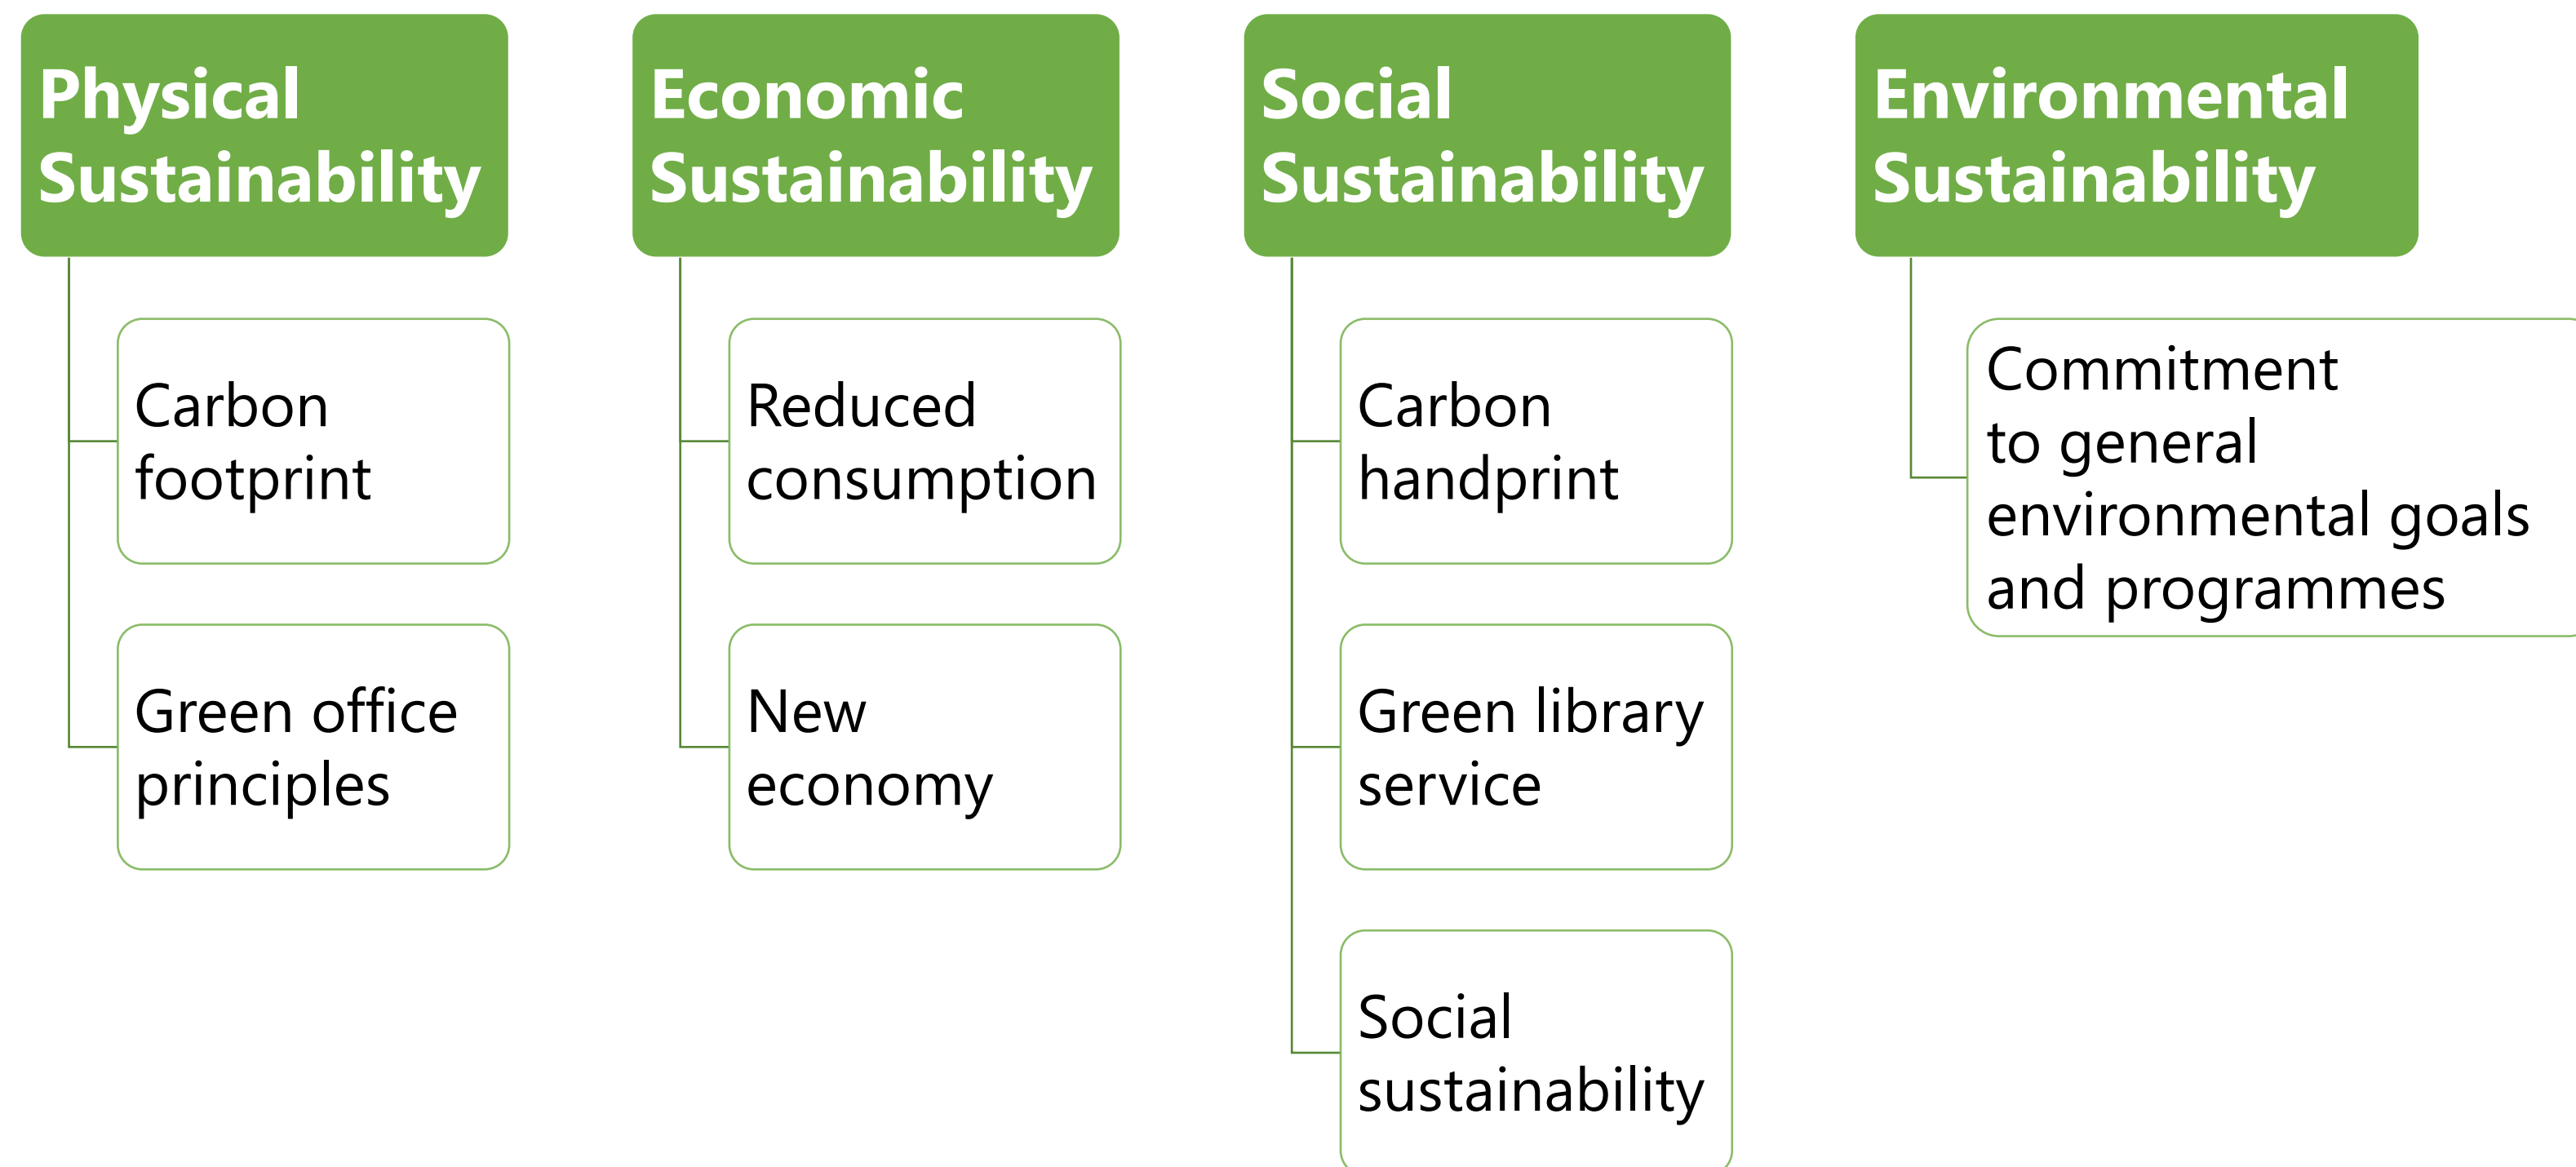 Physical
Sustainability
Carbon
footprint
Green office
principles
Economic
Sustainability
Reduced
consumption
New
economy
Social
Sustainability
Carbon
handprint
Green library
service
Social
sustainability
Environmental
Sustainability
Commitment
to general
environmental goals
and programmes